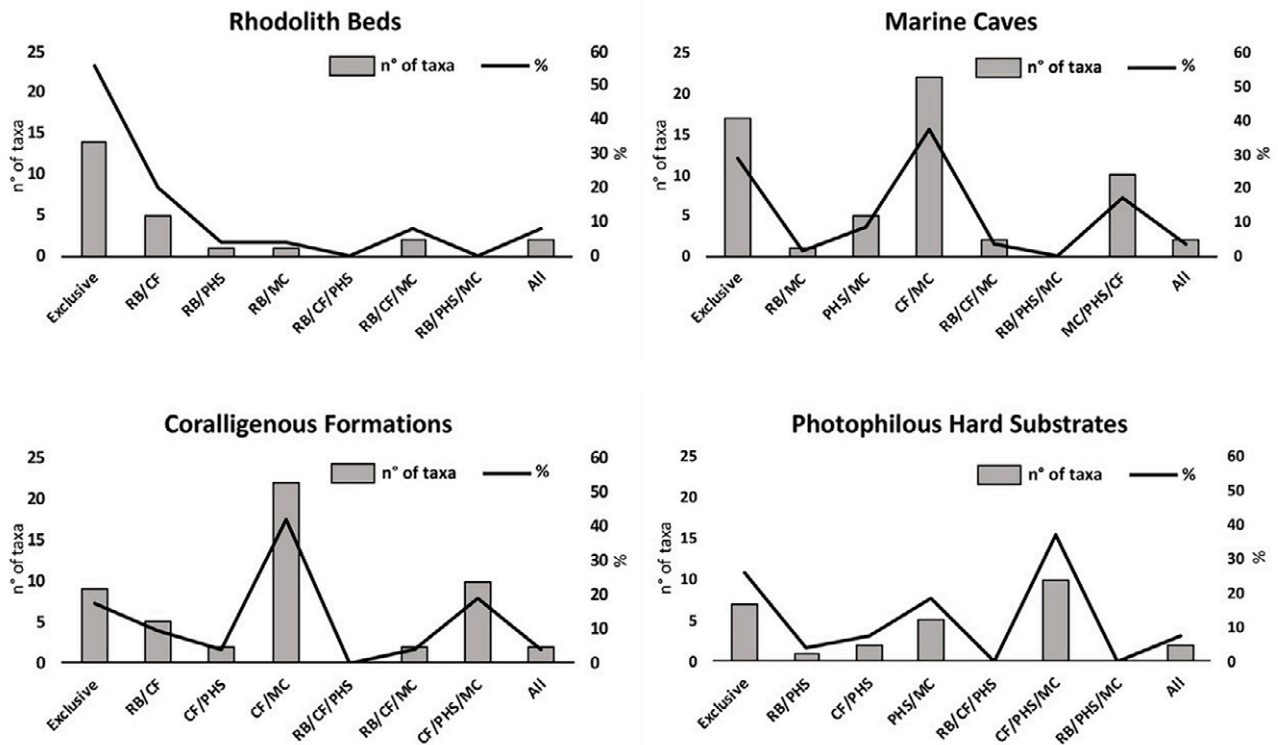 Rhodolith Beds
n° of taxa
%
25
20
15
10
5
0
60
50
40
30
20
10
0
n° of taxa
%
Exclusive
RB/CF
RB/PHS
RB/MC
RB/CF/PHS
RB/CF/MC
RB/PHS/MC
All
Marine Caves
n° of taxa
%
25
20
15
10
5
0
60
50
40
30
20
10
0
n° of taxa
%
Exclusive
RB/MC
PHS/MC
CF/MC
RB/CF/MC
RB/PHS/MC
MC/PHS/CF
All
Coralligenous Formations
n° of taxa
%
25
20
15
10
5
0
60
50
40
30
20
10
0
n° of taxa
%
Exclusive
RB/CF
CF/PHS
CF/MC
RB/CF/PHS
RB/CF/MC
CF/PHS/MC
All
Photophilous Hard Substrates
n° of taxa
%
25
20
15
10
5
0
60
50
40
30
20
10
0
n° of taxa
%
Exclusive
RB/PHS
CF/PHS
PHS/MC
RB/CF/PHS
CF/PHS/MC
RB/PHS/MC
All